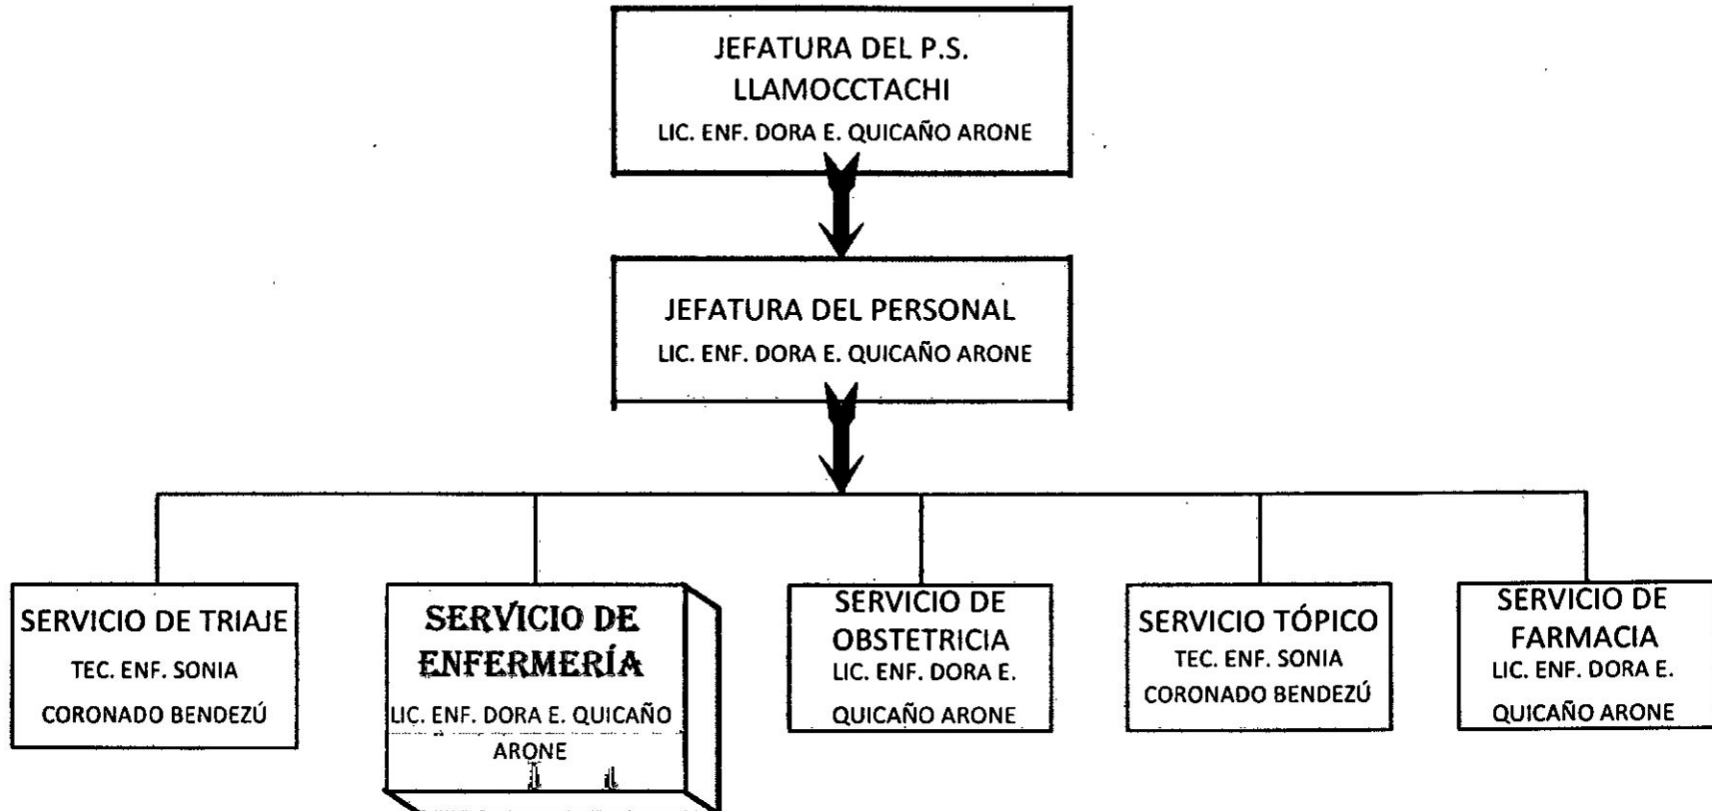 JEFATURA DEL P.S.
LLAMOCCTACHI
LIC. ENF. DORA E. QUICAÑO ARONE
JEFATURA DEL PERSONAL
LIC. ENF. DORA E. QUICAÑO ARONE
SERVICIO DE TRIAJE
TEC. ENF. SONIA
CORONADO BENDEZÚ
SERVICIO DE
ENFERMERÍA
LIC. ENF. DORA E. QUICAÑO
ARONE
SERVICIO DE
OBSTETRICIA
LIC. ENF. DORA E.
QUICAÑO ARONE
SERVICIO TÓPICO
TEC. ENF. SONIA
CORONADO BENDEZÚ
SERVICIO DE
FARMACIA
LIC. ENF. DORA E.
QUICAÑO ARONE